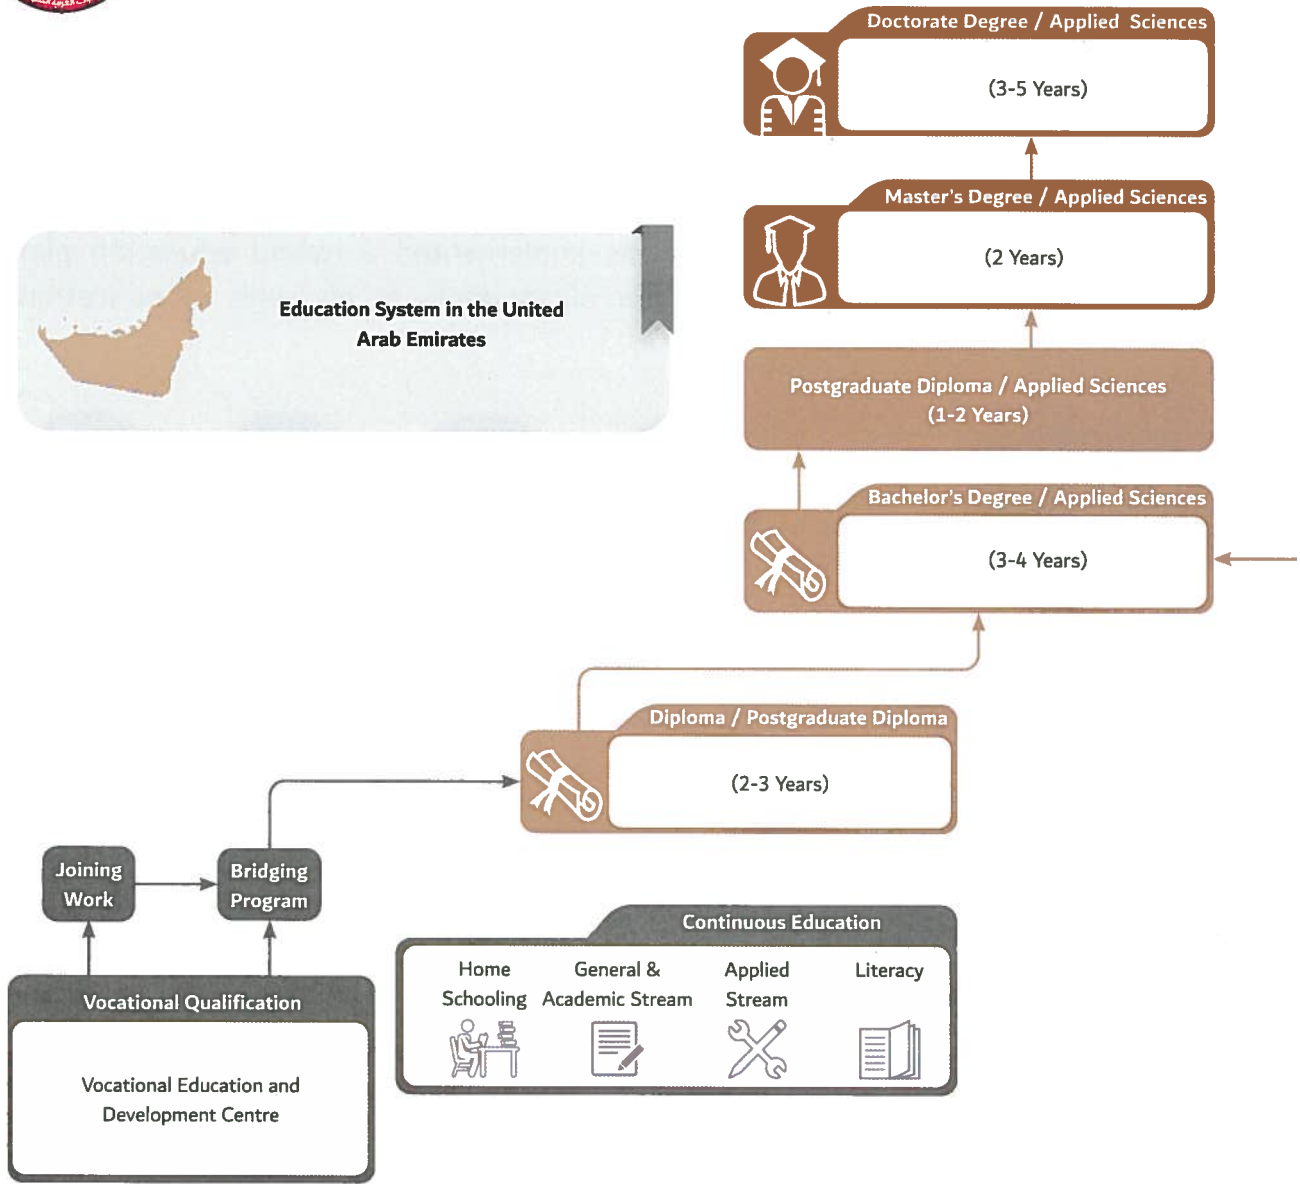 Doctorate Degree / Applied Sciences
(3-5 Years)
Master's Degree / Applied Sciences
(2 Years)
Education System in the United
Arab Emirates
Postgraduate Diploma / Applied Sciences
(1-2 Years)
Bachelor's Degree / Applied Sciences
(3-4 Years)
Diploma / Postgraduate Diploma
(2-3 Years)
Joining
Work
Bridging
Program
Continuous Education
Home
Schooling
General &
Academic Stream
Applied
Stream
Literacy
Vocational Qualification
Vocational Education and
Development Centre